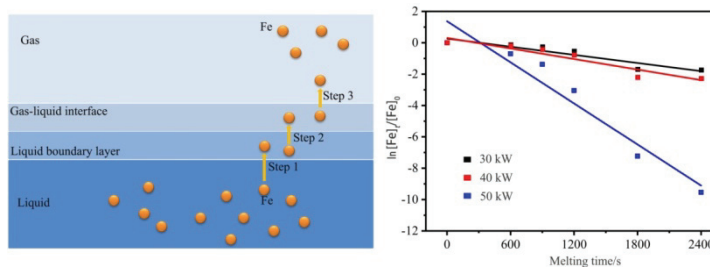 Gas
Fe
Step 3
Gas-liquid interface
Step 2
Liquid boundary layer
Step 1
Fe
Liquid
ln [Fe]t/[Fe]0
2
0
-2
-4
-6
-8
-10
-12
30 kW
40 kW
50 kW
0 600 1200 1800 2400
Melting time/s